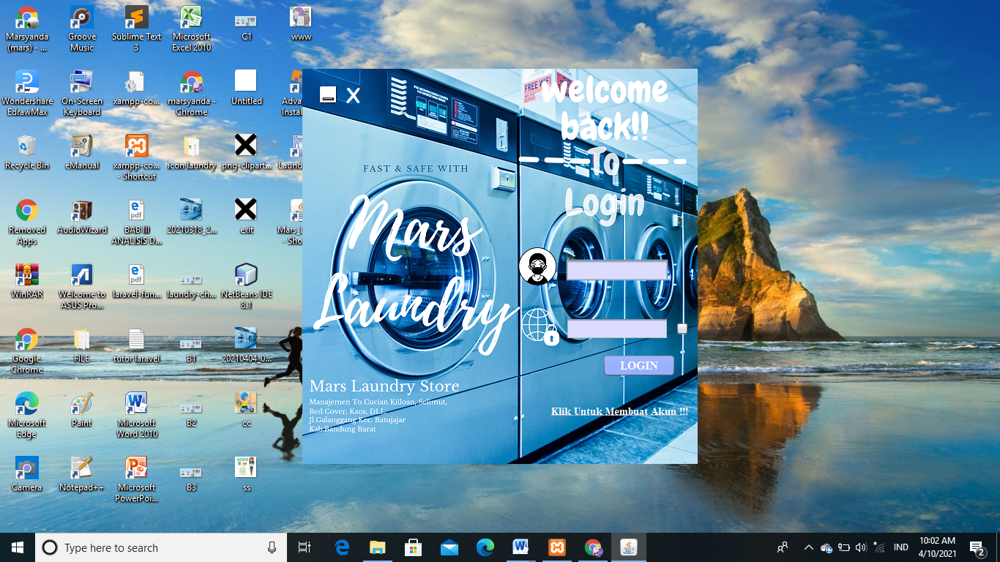 Marsyanda
(mars) - ...
Groove
Music
Sublime Text
3
Microsoft
Excel 2010
C1
www
Wondershare
EdrawMax
On-Screen
Keyboard
xampp-co...
marsyanda -
Chrome
Untitled
Recycle Bin
eManual
xampp-co...
- Shortcut
icon laundry
png-clipart...
Removed
Apps
AudioWizard
BAB III
ANALISIS D...
20210318_2...
exit
WinRAR
Welcome to
ASUS Pro...
laravel-fun...
laundry-ch...
NetBeans IDE
8.1
Google
Chrome
FILE
tutor laravel
B1
20210404_0...
Microsoft
Edge
Paint
Microsoft
Word 2010
B2
cc
Camera
Notepad++
Microsoft
PowerPoi...
B3
ss
X
FREE WIFI
welcome
back!!
To
Login
FAST & SAFE WITH
Mars
Laundry
LOGIN
Mars Laundry Store
Manajemen To Cucian Killoan, Selimut,
Bed Cover, Kaos, DLL..
Jl.Galanggang Kec. Batujajar
Kab.Bandung Barat
Klik Untuk Membuat Akun !!!
Type here to search
IND
10:02 AM
4/10/2021
2